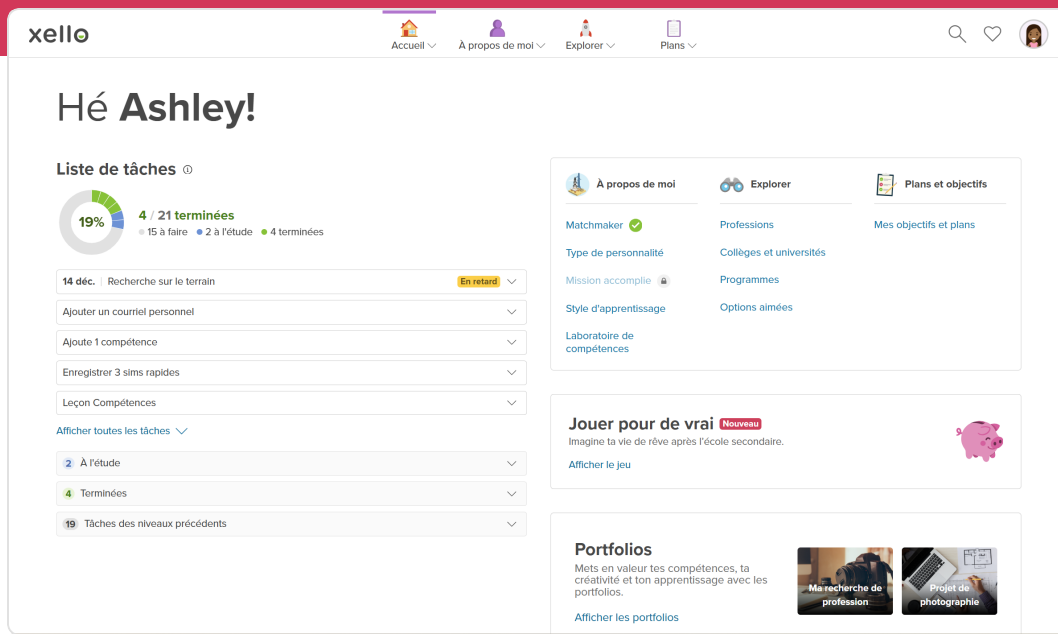 xello
Accueil
À propos de moi
Explorer
Plans
Hé Ashley!
Liste de tâches
19%
4 / 21 terminées
15 à faire 2 à l'étude 4 terminées
14 déc. Recherche sur le terrain En retard
Ajouter un courriel personnel
Ajoute 1 compétence
Enregistrer 3 sims rapides
Leçon Compétences
Afficher toutes les tâches
2 À l'étude
4 Terminées
19 Tâches des niveaux précédents
À propos de moi
Matchmaker
Type de personnalité
Mission accomplie
Style d'apprentissage
Laboratoire de
compétences
Explorer
Professions
Collèges et universités
Programmes
Options aimées
Plans et objectifs
Mes objectifs et plans
Jouer pour de vrai Nouveau
Imagine ta vie de rêve après l'école secondaire.
Afficher le jeu
Portfolios
Mets en valeur tes compétences, ta
créativité et ton apprentissage avec les
portfolios.
Afficher les portfolios
Ma recherche de
profession
Projet de
photographie